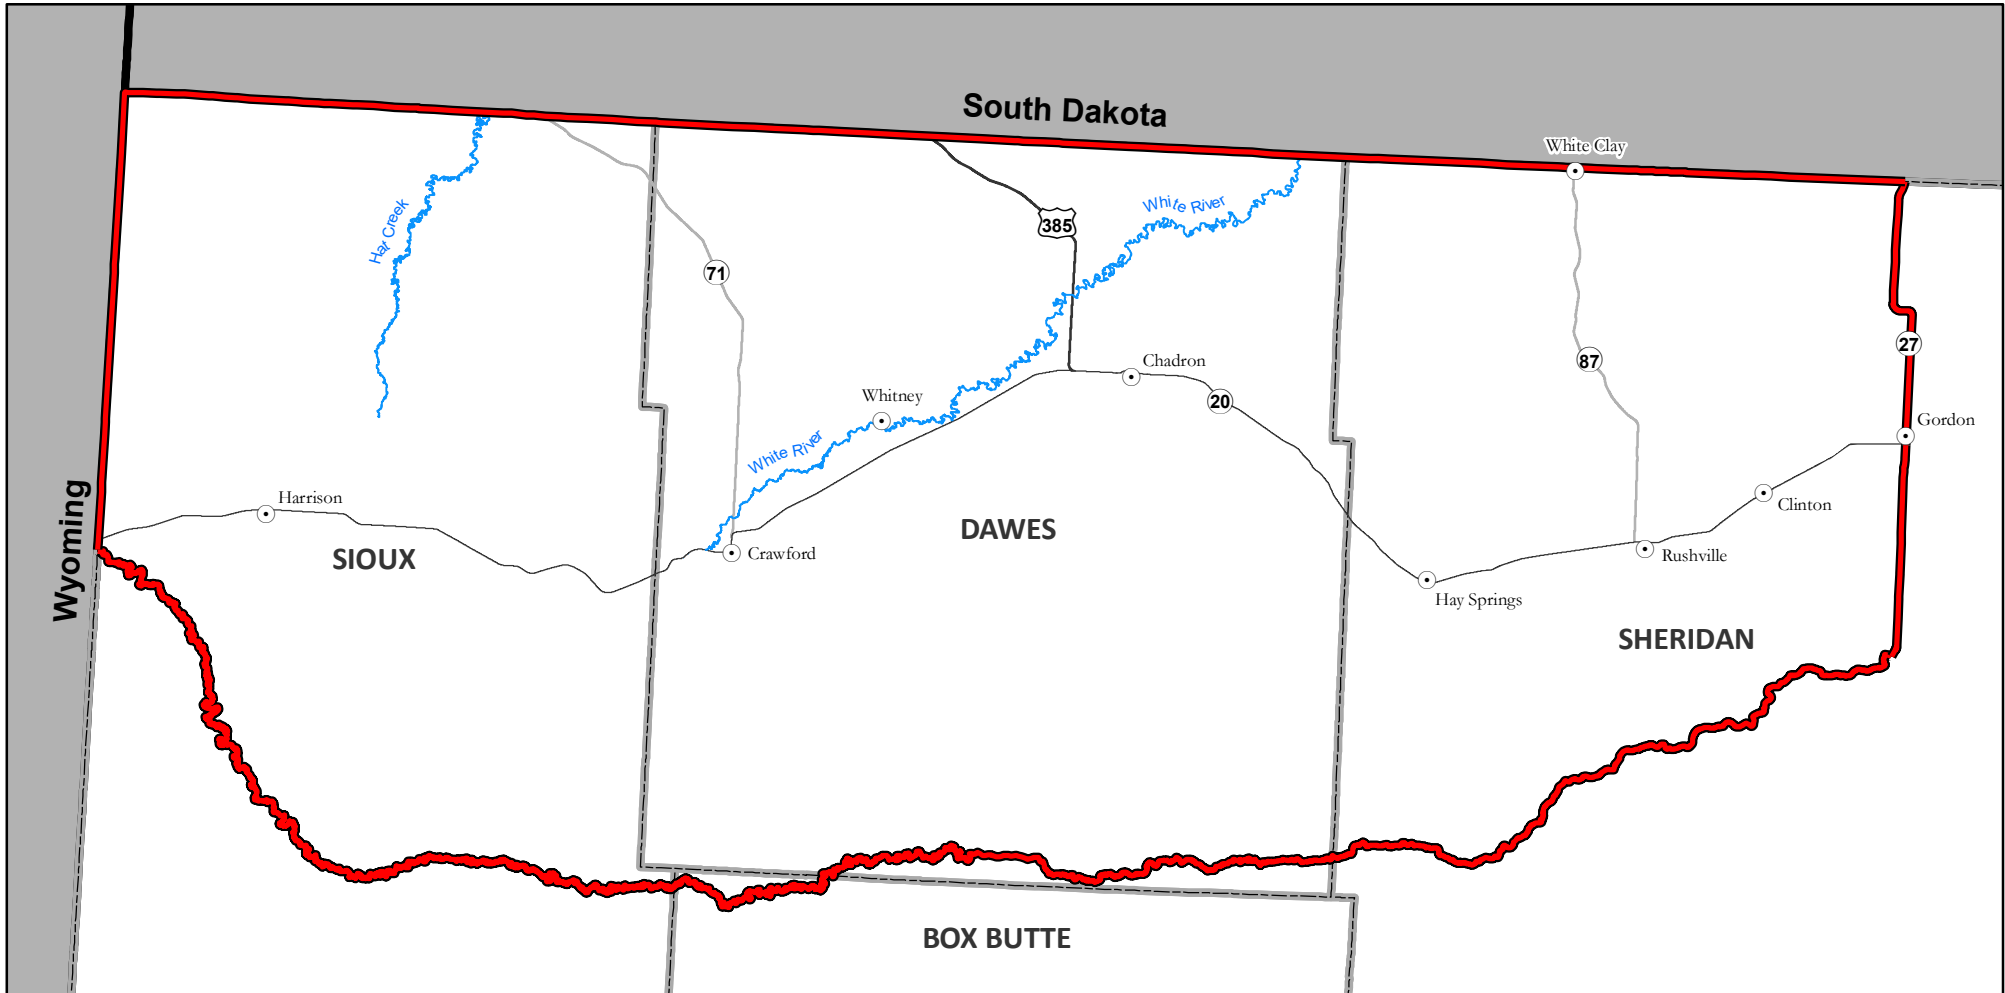 South Dakota
White Clay
White River
Hat Creek
385
71
27
87
Chadron
Whitney
20
Gordon
White River
Harrison
Clinton
Wyoming
DAWES
SIOUX
Crawford
Rushville
Hay Springs
SHERIDAN
BOX BUTTE